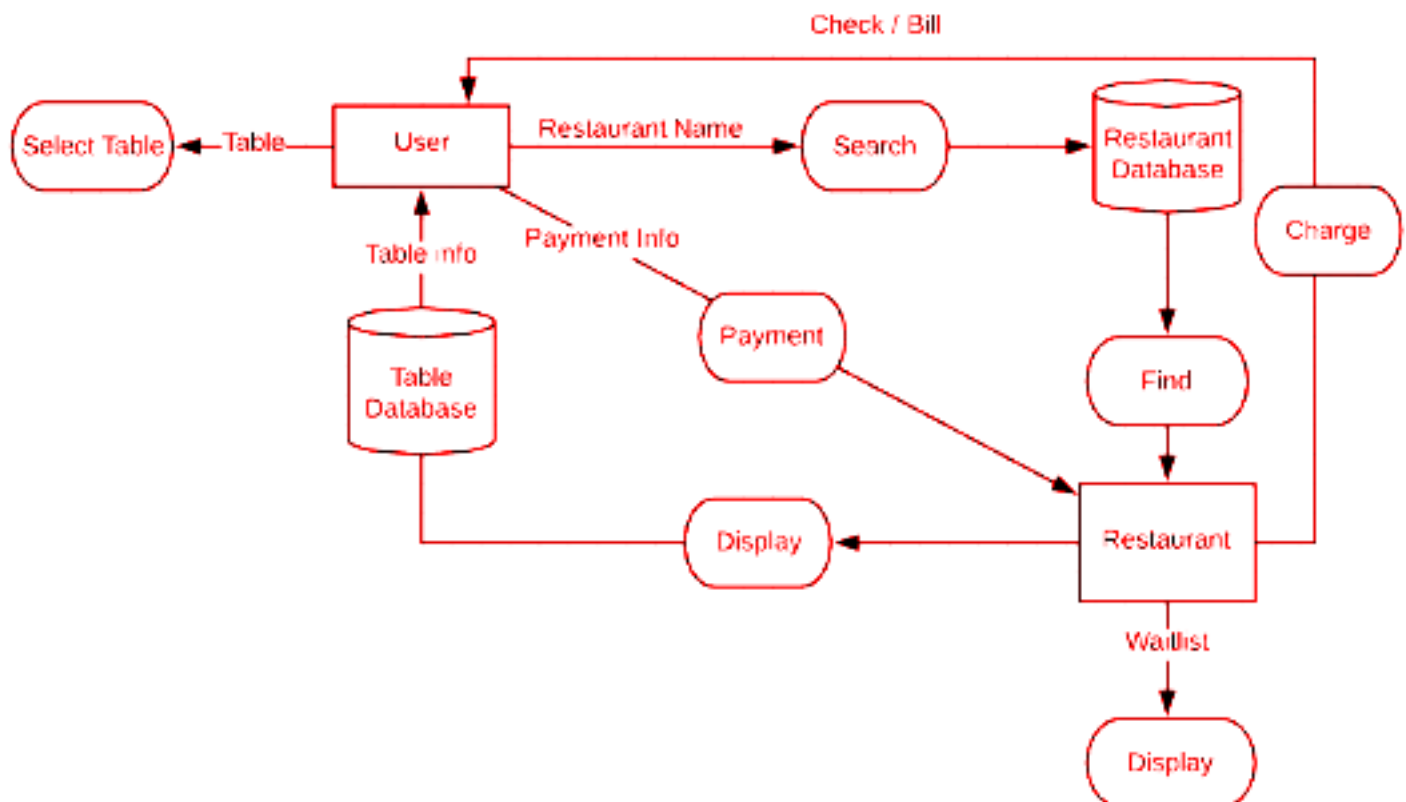 Check / Bill
Select Table
Table
User
Restaurant Name
Search
Restaurant
Database
Charge
Table Info
Payment Info
Payment
Find
Table
Database
Display
Restaurant
Waitlist
Display